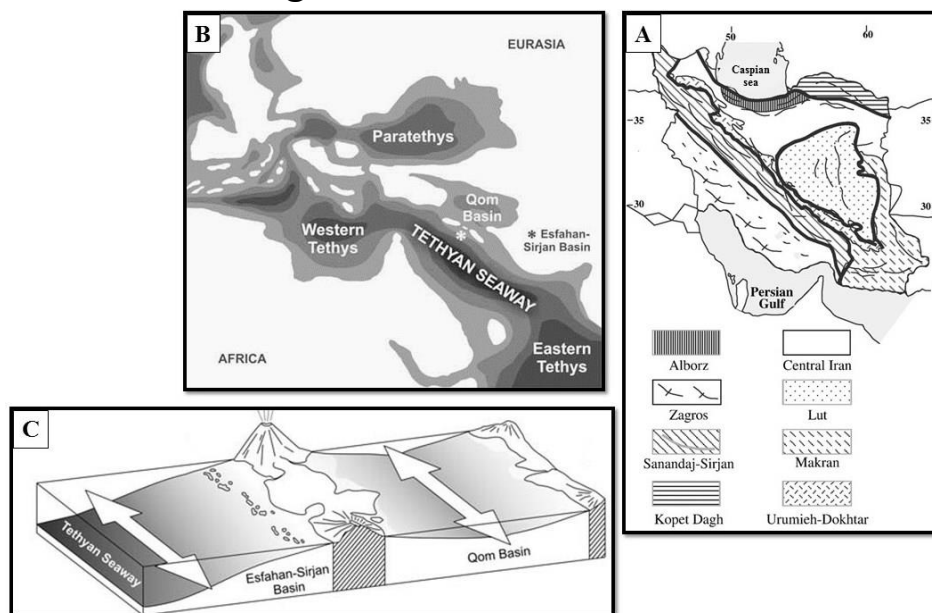 B
EURASIA
Paratethys
Qom
Basin
Western
Tethys
* Esfahan-
Sirjan Basin
TETHYAN SEAWAY
AFRICA
Eastern
Tethys
A
50
60
Caspian
sea
35
35
30
30
Persian
Gulf
Alborz
Central Iran
Zagros
Lut
Sanandaj-Sirjan
Makran
Kopet Dagh
Urumieh-Dokhtar
C
Tethyan Seaway
Esfahan-Sirjan
Basin
Qom Basin